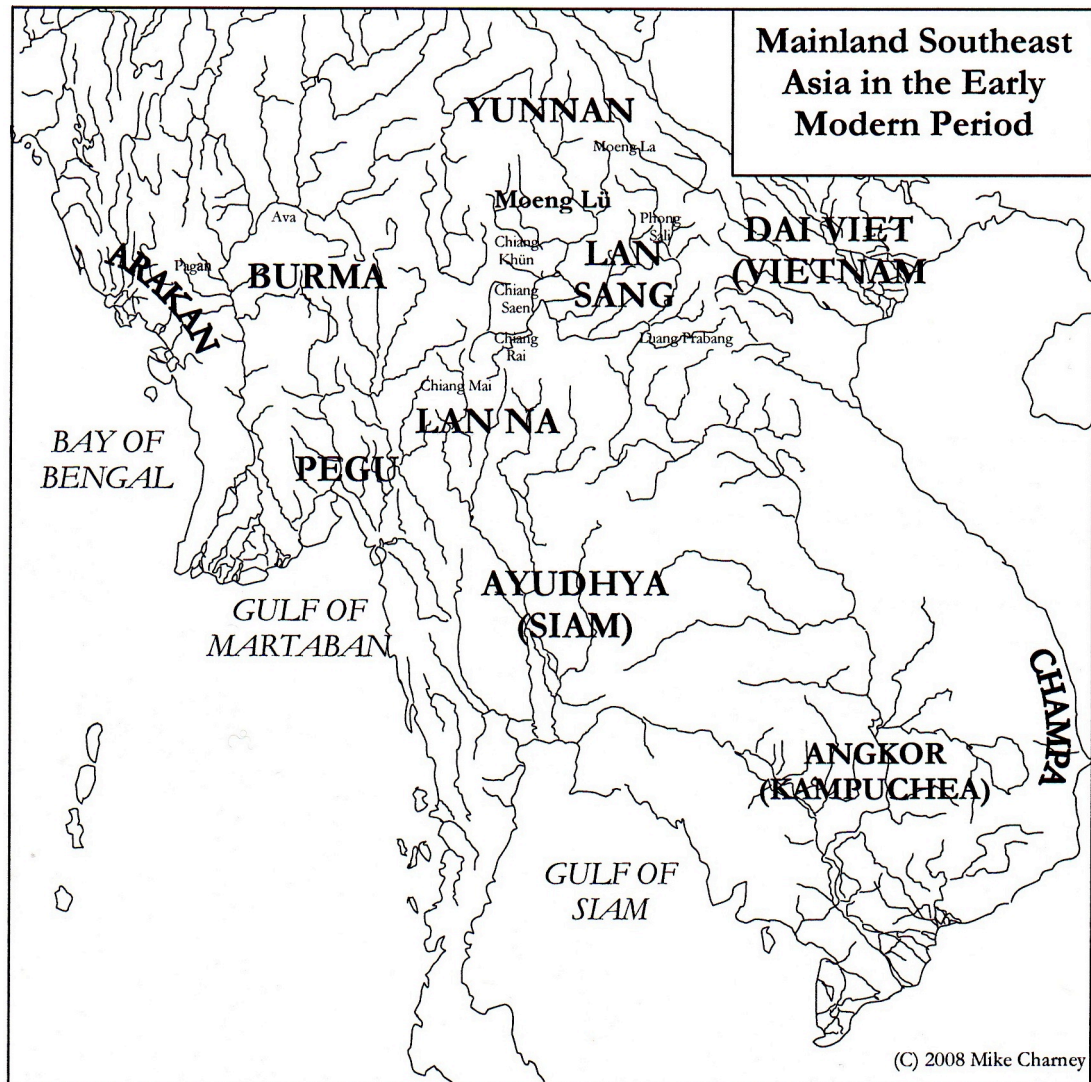 Mainland Southeast
Asia in the Early
Modern Period
YUNNAN
Moeng La
Moeng Lü
Ava
Phong
Sali
DAI VIET
(VIETNAM
ARAKAN
Pagan
BURMA
Chiang
Khün
LAN
SANG
Chiang
Saen
Chiang
Rai
Luang Prabang
Chiang Mai
LAN NA
BAY OF
BENGAL
PEGU
AYUDHYA
(SIAM)
GULF OF
MARTABAN
CHAMPA
ANGKOR
(KAMPUCHEA)
GULF OF
SIAM
(C) 2008 Mike Charney